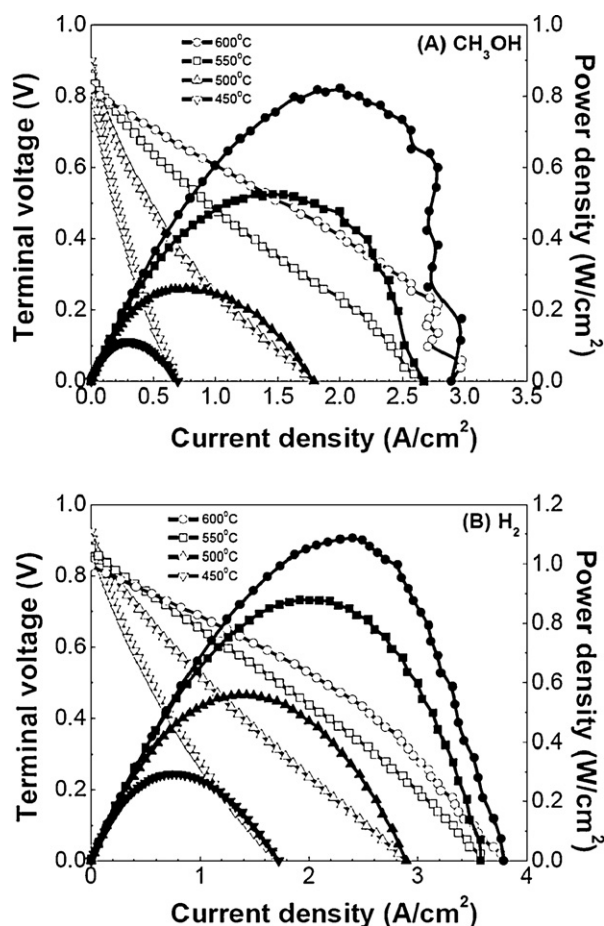 (A) CH3OH
600°C
550°C
500°C
450°C
Terminal voltage (V)
1.0
0.8
0.6
0.4
0.2
0.0
Power density (W/cm2)
1.0
0.8
0.6
0.4
0.2
0.0
0.0 0.5 1.0 1.5 2.0 2.5 3.0 3.5
Current density (A/cm2)
(B) H2
600°C
550°C
500°C
450°C
Terminal voltage (V)
1.0
0.8
0.6
0.4
0.2
0.0
Power density (W/cm2)
1.2
1.0
0.8
0.6
0.4
0.2
0.0
0 1 2 3 4
Current density (A/cm2)